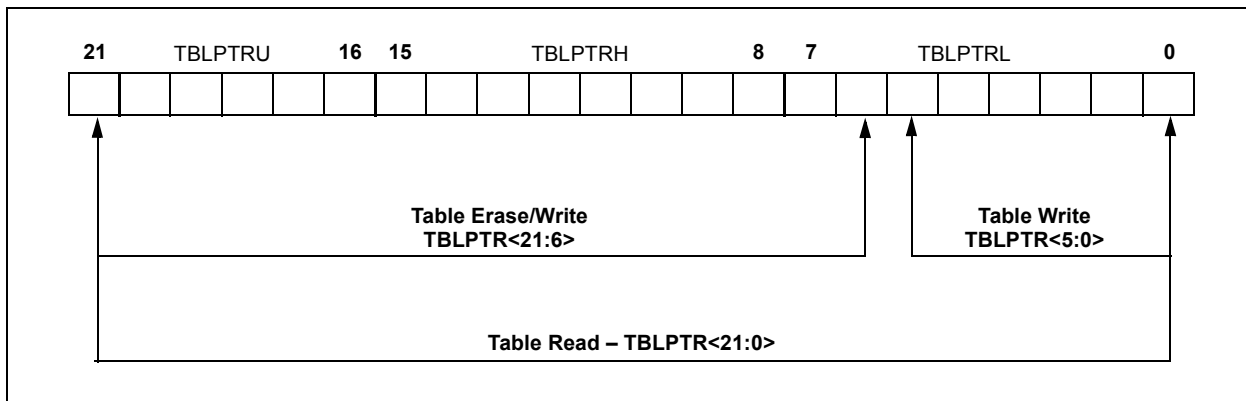 21 TBLPTRU 16 15 TBLPTRH 8 7 TBLPTRL 0
Table Erase/Write
TBLPTR<21:6>
Table Write
TBLPTR<5:0>
Table Read – TBLPTR<21:0>